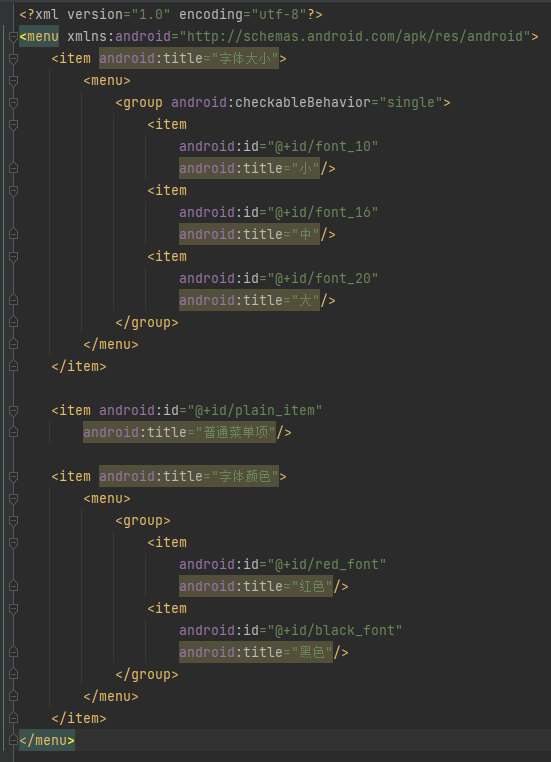 <?xml version="1.0" encoding="utf-8"?>
<menu xmlns:android="http://schemas.android.com/apk/res/android">
    <item android:title="字体大小">
        <menu>
            <group android:checkableBehavior="single">
                <item
                    android:id="@+id/font_10"
                    android:title="小"/>
                <item
                    android:id="@+id/font_16"
                    android:title="中"/>
                <item
                    android:id="@+id/font_20"
                    android:title="大"/>
            </group>
        </menu>
    </item>

    <item android:id="@+id/plain_item"
        android:title="普通菜单项"/>

    <item android:title="字体颜色">
        <menu>
            <group>
                <item
                    android:id="@+id/red_font"
                    android:title="红色"/>
                <item
                    android:id="@+id/black_font"
                    android:title="黑色"/>
            </group>
        </menu>
    </item>
</menu>